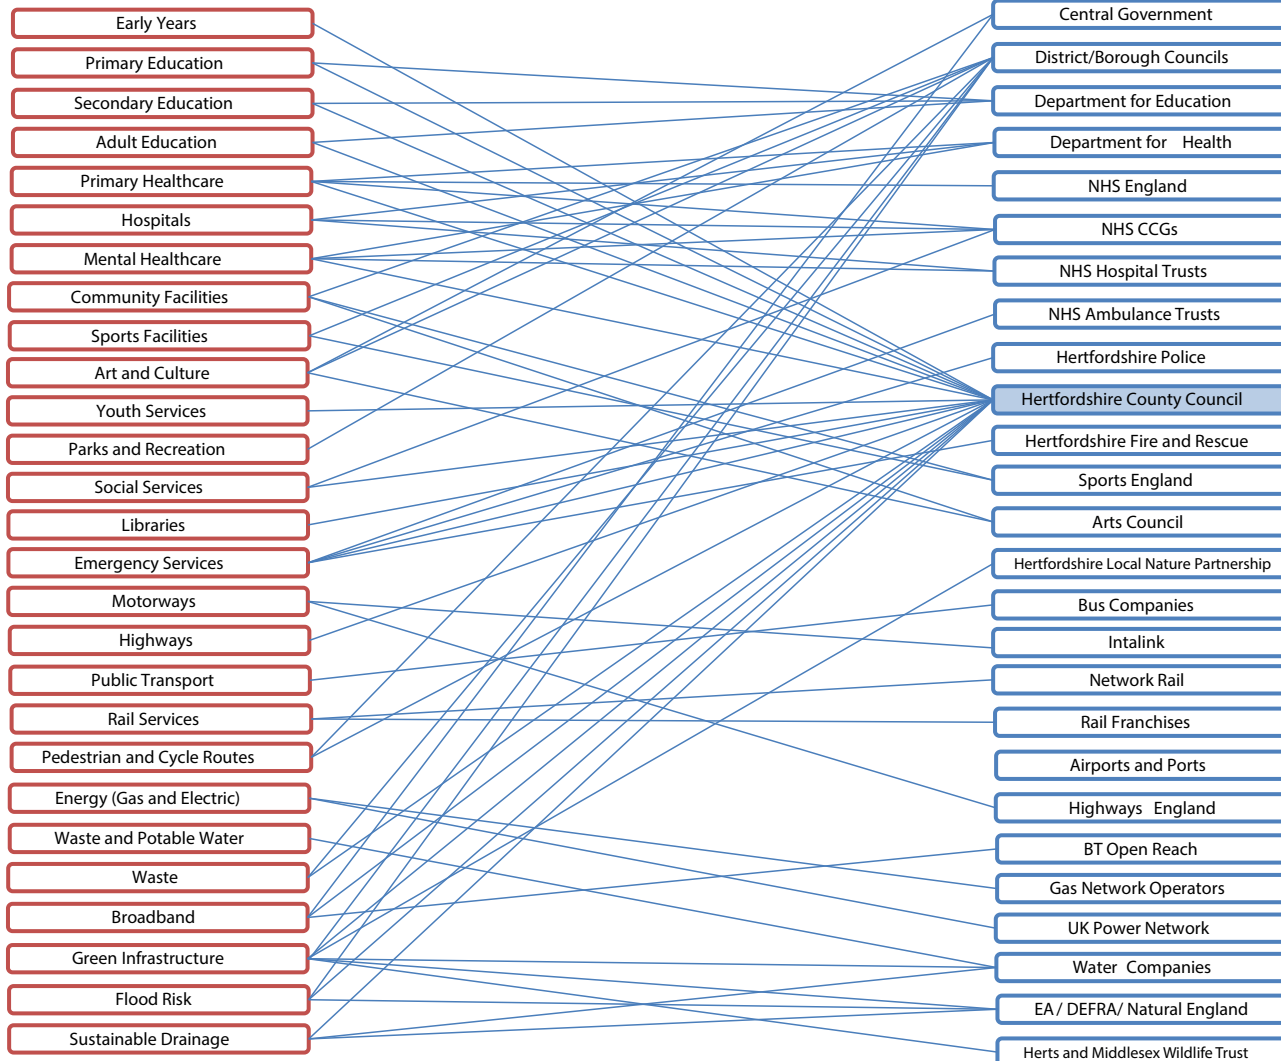 Early Years
Primary Education
Secondary Education
Adult Education
Primary Healthcare
Hospitals
Mental Healthcare
Community Facilities
Sports Facilities
Art and Culture
Youth Services
Parks and Recreation
Social Services
Libraries
Emergency Services
Motorways
Highways
Public Transport
Rail Services
Pedestrian and Cycle Routes
Energy (Gas and Electric)
Waste and Potable Water
Waste
Broadband
Green Infrastructure
Flood Risk
Sustainable Drainage
Central Government
District/Borough Councils
Department for Education
Department for Health
NHS England
NHS CCGs
NHS Hospital Trusts
NHS Ambulance Trusts
Hertfordshire Police
Hertfordshire County Council
Hertfordshire Fire and Rescue
Sports England
Arts Council
Hertfordshire Local Nature Partnership
Bus Companies
Intalink
Network Rail
Rail Franchises
Airports and Ports
Highways England
BT Open Reach
Gas Network Operators
UK Power Network
Water Companies
EA / DEFRA/ Natural England
Herts and Middlesex Wildlife Trust